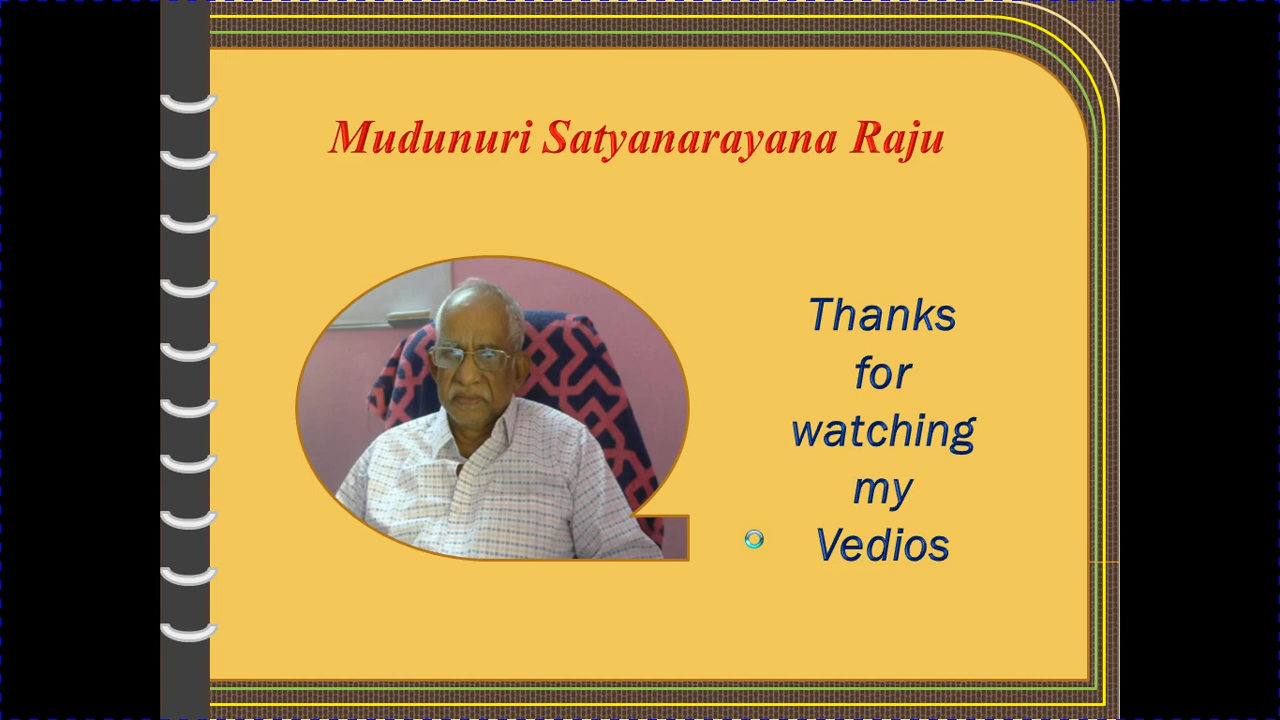 Mudunuri Satyanarayana Raju
Thanks
for
watching
my
Vedios